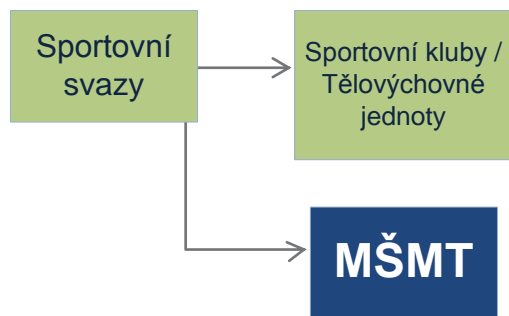 Sportovní
svazy
Sportovní kluby /
Tělovýchovné
jednoty
MŠMT